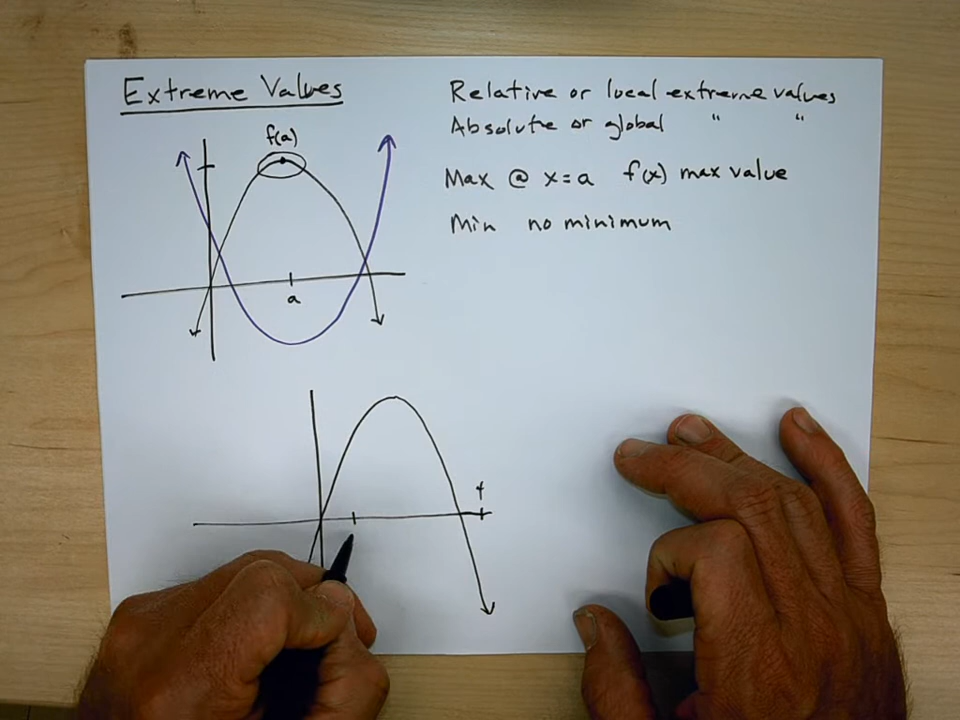 Extreme Values
Relative or local extreme values
Absolute or global " "
f(a)
Max @ x=a f(x) max value
Min no minimum
a